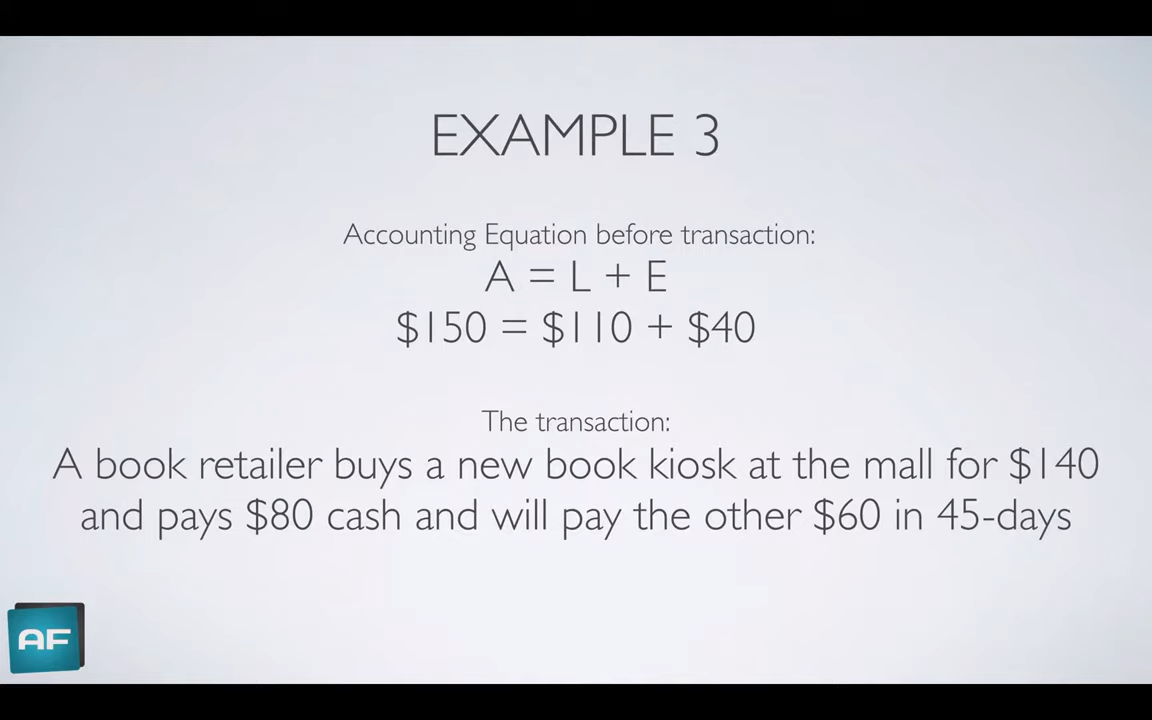 EXAMPLE 3
Accounting Equation before transaction:
A = L + E
$150 = $110 + $40
The transaction:
A book retailer buys a new book kiosk at the mall for $140
and pays $80 cash and will pay the other $60 in 45-days
AF